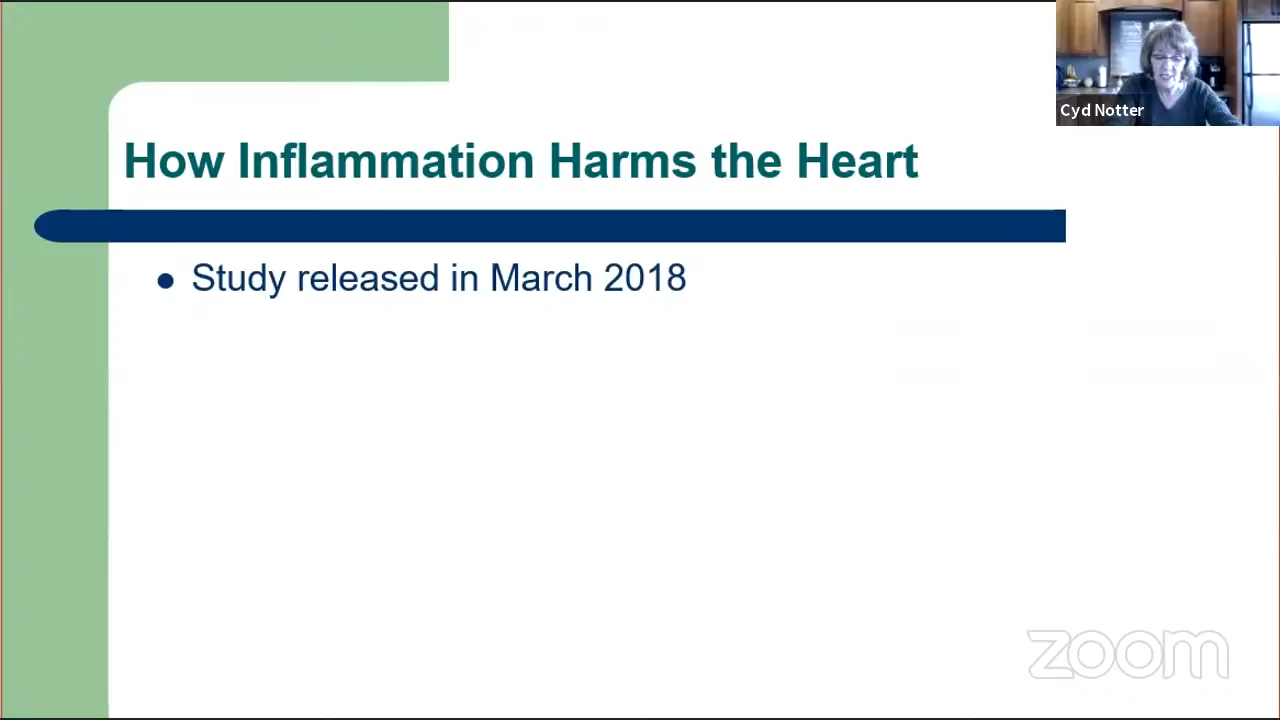 Cyd Notter
How Inflammation Harms the Heart
Study released in March 2018
zoom